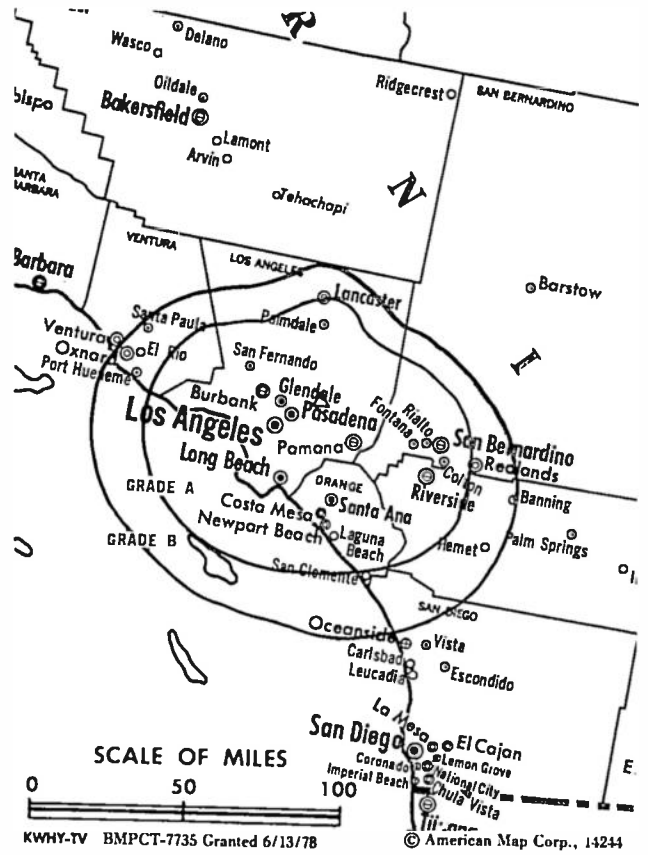 R
Delano
Wasco
Ridgecrest
SAN BERNARDINO
Oildale
Bakersfield
Lamont
Arvin
N
Tehachapi
VENTURA
LOS ANGELES
Barbara
Barstow
Lancaster
Santa Paula
Palmdale
Ventura
Oxnard
El Rio
Port Hueneme
San Fernando
I
Burbank
Glendale
Pasadena
Los Angeles
Fontana
Rialto
San Bernardino
Pamona
Long Beach
Redlands
Colton
Riverside
ORANGE
GRADE A
Santa Ana
Banning
Costa Mesa
Newport Beach
Laguna
Beach
GRADE B
Hemet
Palm Springs
San Clemente
SAN DIEGO
Oceanside
Vista
Carlsbad
Leucadia
Escondido
La Mesa
San Diego
El Cajan
Lemon Grove
Coronado
National City
Imperial Beach
Chula Vista
E
SCALE OF MILES
0 50 100
KWHY-TV BMPCT-7735 Granted 6/13/78
© American Map Corp., 14244